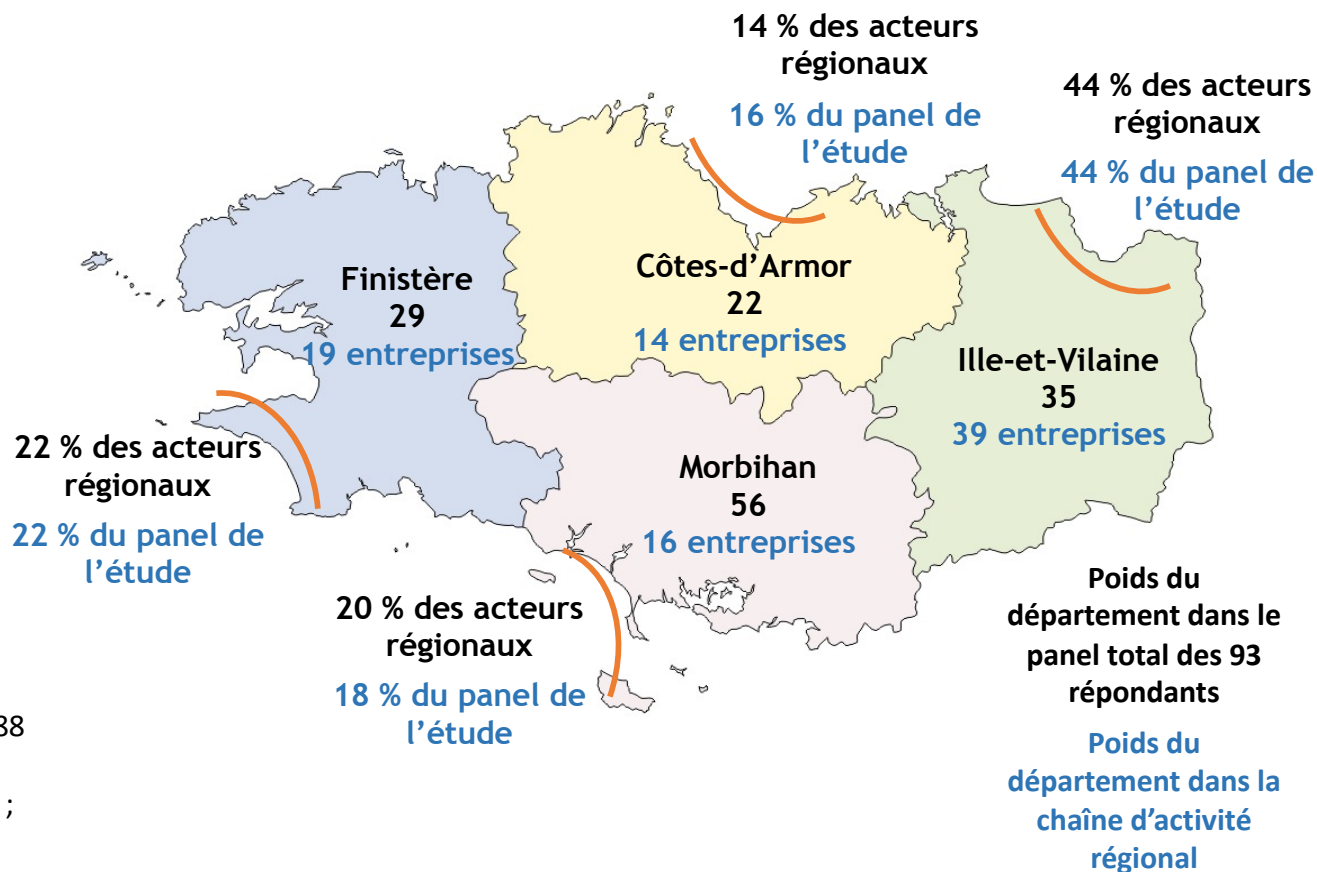 14 % des acteurs
régionaux
16 % du panel de
l’étude
44 % des acteurs
régionaux
44 % du panel de
l’étude
Finistère
29
19 entreprises
Côtes-d’Armor
22
14 entreprises
Ille-et-Vilaine
35
39 entreprises
22 % des acteurs
régionaux
22 % du panel de
l’étude
Morbihan
56
16 entreprises
20 % des acteurs
régionaux
18 % du panel de
l’étude
Poids du
département dans le
panel total des 93
répondants
Poids du
département dans la
chaîne d’activité
régional
88
;